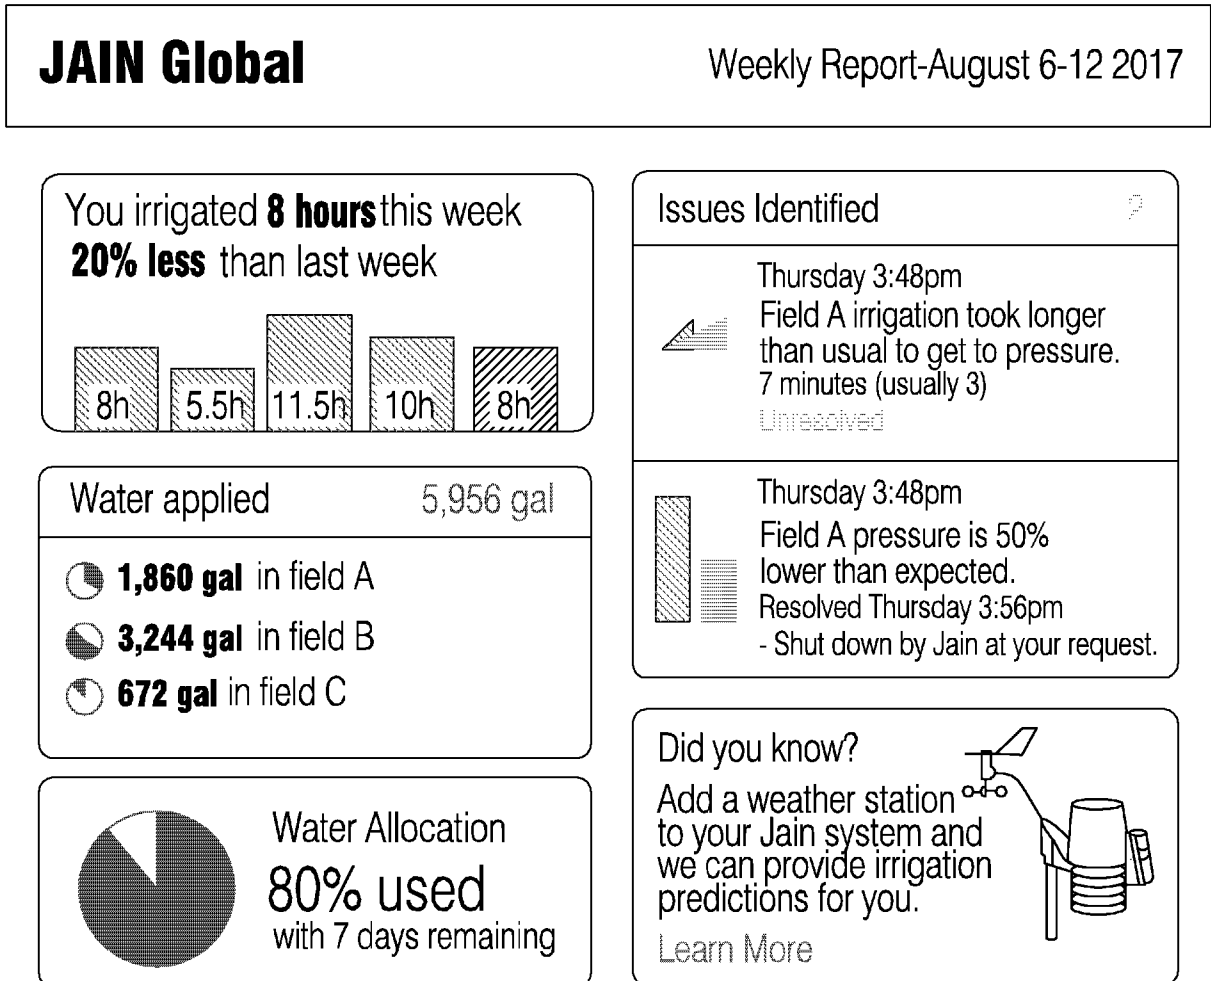 JAIN Global
Weekly Report-August 6-12 2017
You irrigated 8 hours this week
20% less than last week
8h
5.5h
11.5h
10h
8h
Water applied
5,956 gal
1,860 gal in field A
3,244 gal in field B
672 gal in field C
Water Allocation
80% used
with 7 days remaining
Issues Identified
2
Thursday 3:48pm
Field A irrigation took longer
than usual to get to pressure.
7 minutes (usually 3)
Unresolved
Thursday 3:48pm
Field A pressure is 50%
lower than expected.
Resolved Thursday 3:56pm
- Shut down by Jain at your request.
Did you know?
Add a weather station
to your Jain system and
we can provide irrigation
predictions for you.
Learn More